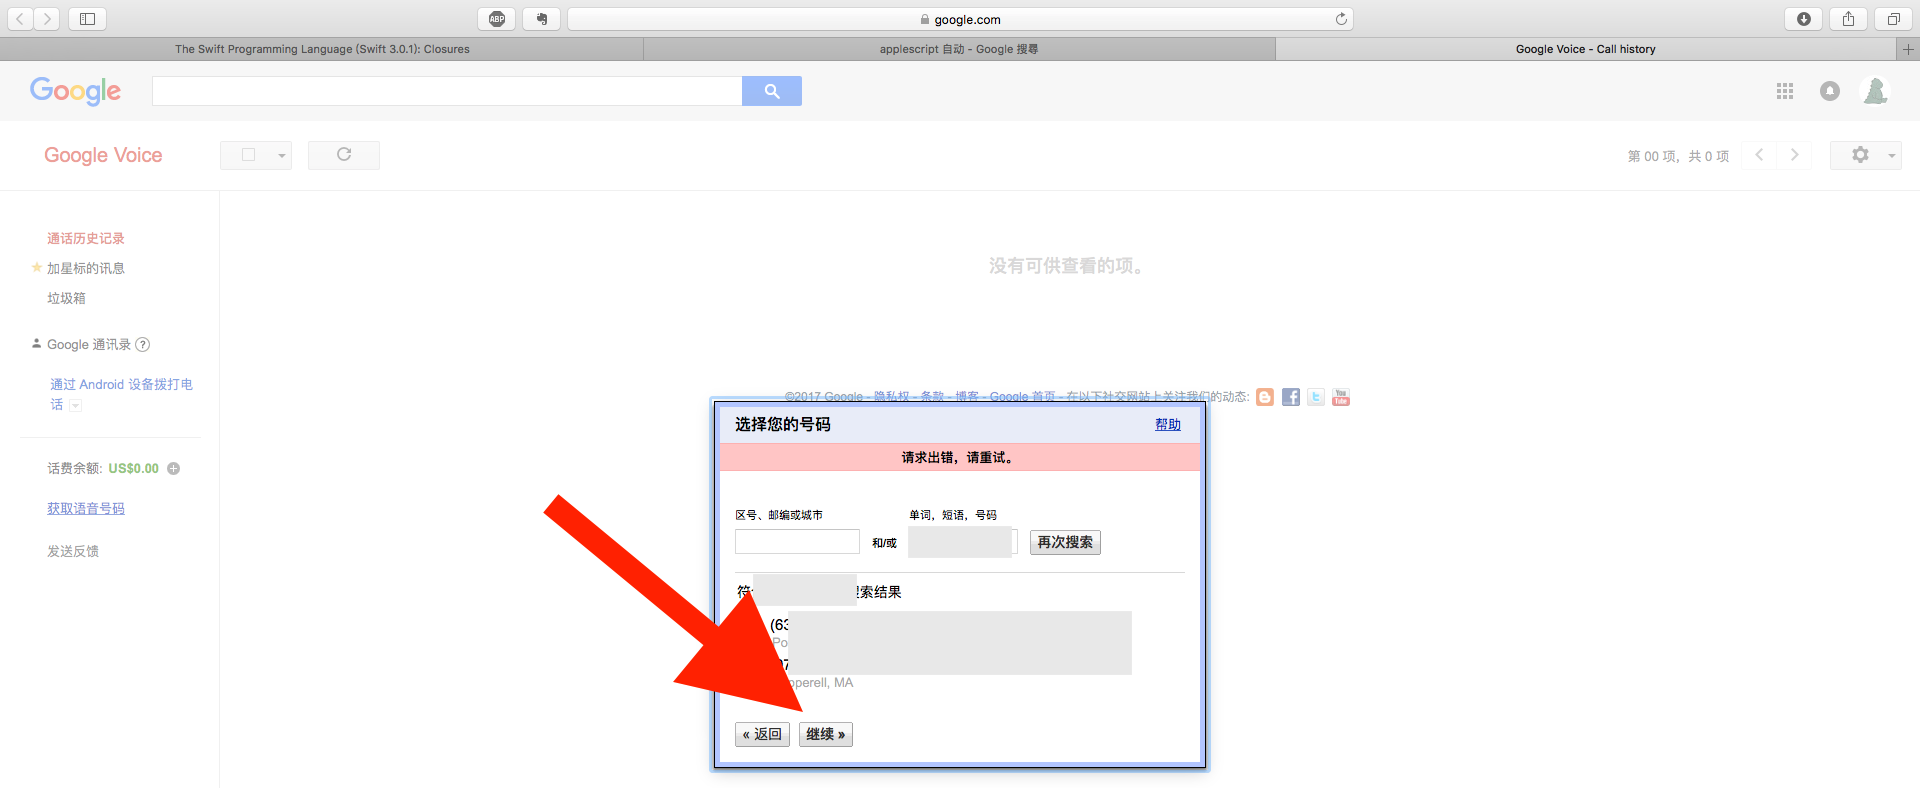 ABP
google.com
The Swift Programming Language (Swift 3.0.1): Closures
applescript 自动 - Google 搜尋
Google Voice - Call history
Google
Google Voice
第 00 项，共 0 项
通话历史记录
加星标的讯息
没有可供查看的项。
垃圾箱
Google 通讯录 ?
通过 Android 设备拨打电
话
©2017 Google - 隐私权 - 条款 - 博客 - Google 首页 - 在以下社交网站上关注我们的动态:
You
Tube
选择您的号码
帮助
请求出错，请重试。
话费余额: US$0.00
获取语音号码
发送反馈
区号、邮编或城市
单词，短语，号码
和/或
再次搜索
符
搜索结果
(63
Po
97
pperell, MA
« 返回
继续 »